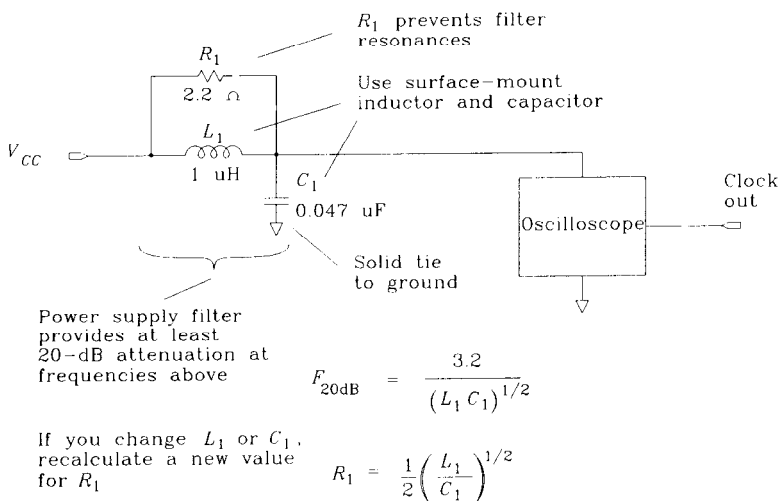 R₁ prevents filter
resonances
R₁
2.2 Ω
Use surface-mount
inductor and capacitor
L₁
V_CC
1 uH
C₁
0.047 uF
Clock
out
Oscilloscope
Solid tie
to ground
Power supply filter
provides at least
20-dB attenuation at
frequencies above
F_20dB = 3.2 / (L₁ C₁)^1/2
If you change L₁ or C₁,
recalculate a new value
for R₁
R₁ = 1/2 (L₁/C₁)^1/2